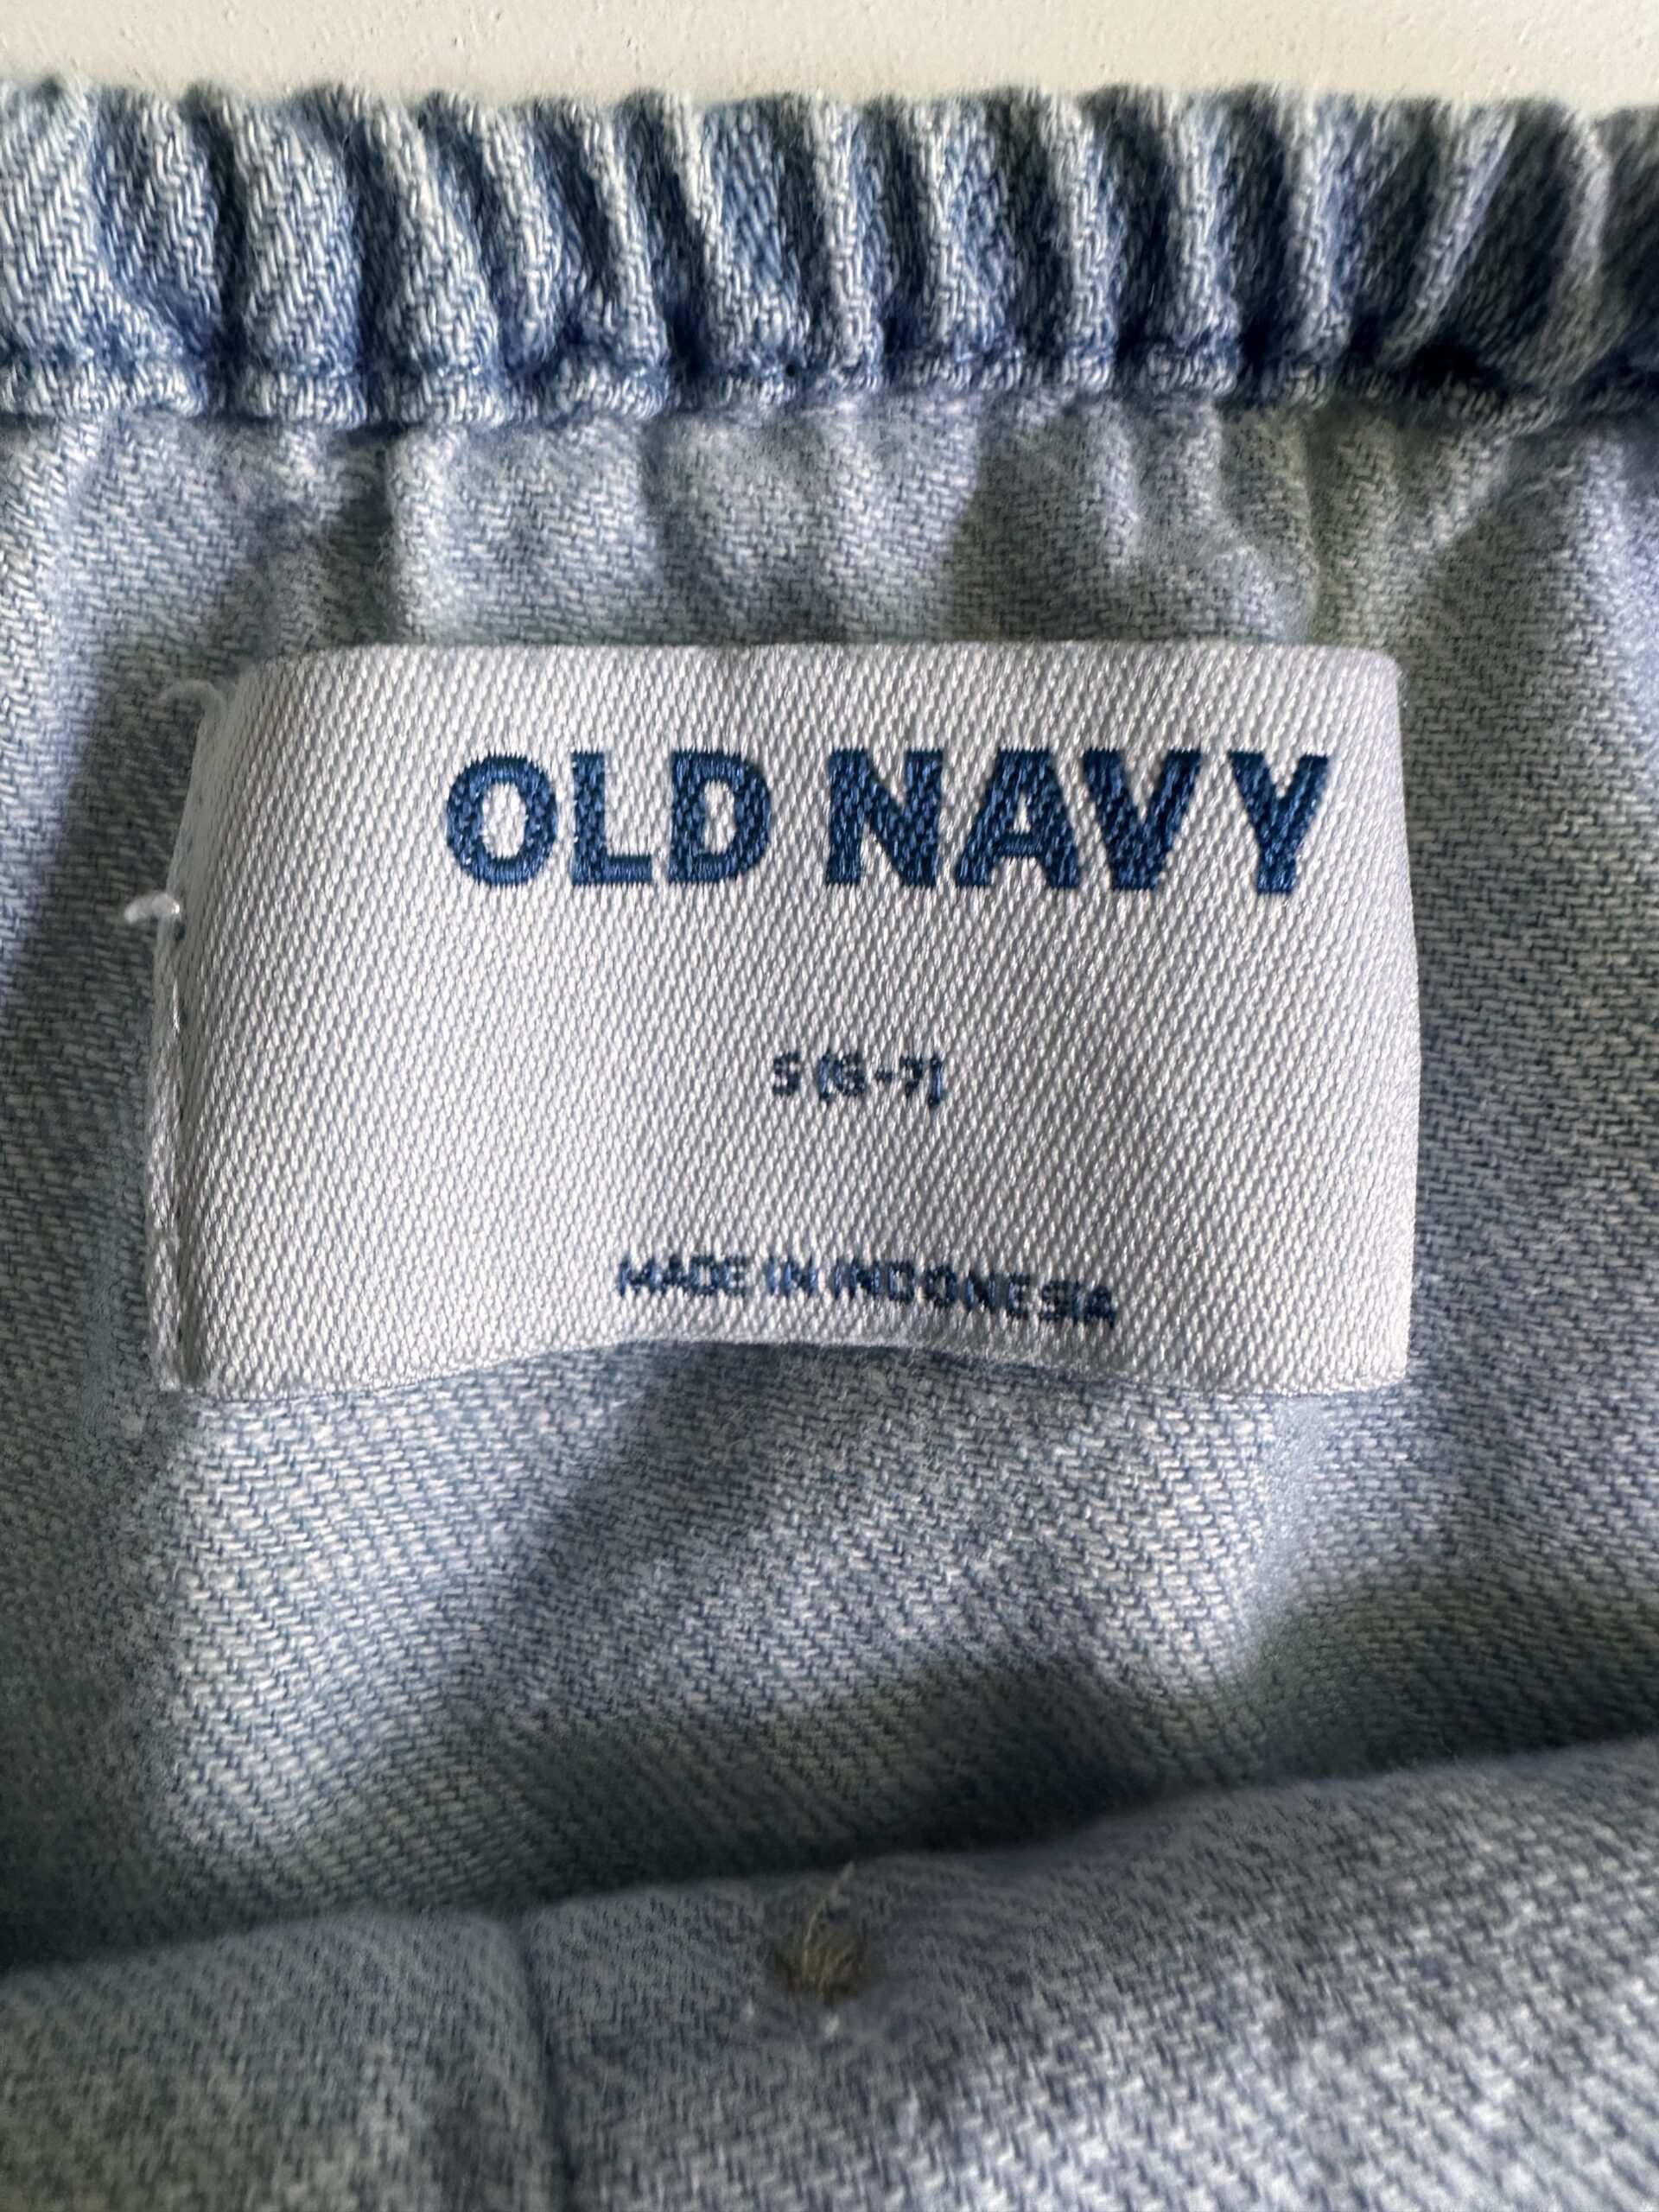 OLD NAVY
S (6-7)
MADE IN INDONESIA